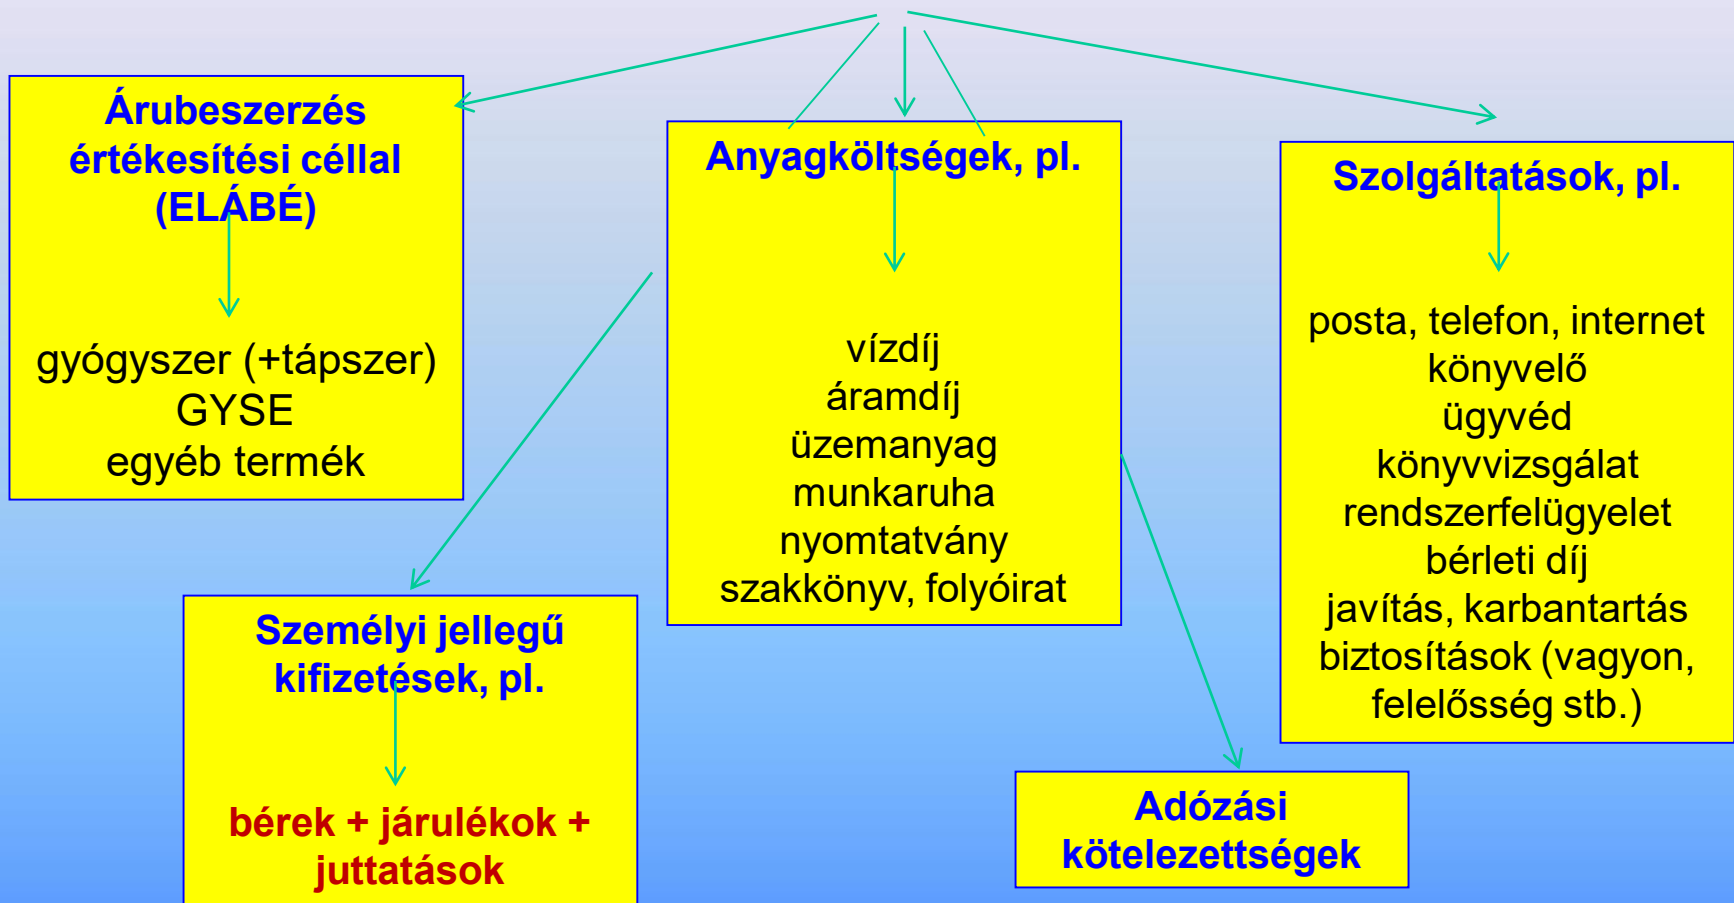 Árubeszerzés
értékesítési céllal
(ELÁBÉ)
gyógyszer (+tápszer)
GYSE
egyéb termék
Anyagköltségek, pl.
vízdíj
áramdíj
üzemanyag
munkaruha
nyomtatvány
szakkönyv, folyóirat
Szolgáltatások, pl.
posta, telefon, internet
könyvelő
ügyvéd
könyvvizsgálat
rendszerfelügyelet
bérleti díj
javítás, karbantartás
biztosítások (vagyon,
felelősség stb.)
Személyi jellegű
kifizetések, pl.
bérek + járulékok +
juttatások
Adózási
kötelezettségek